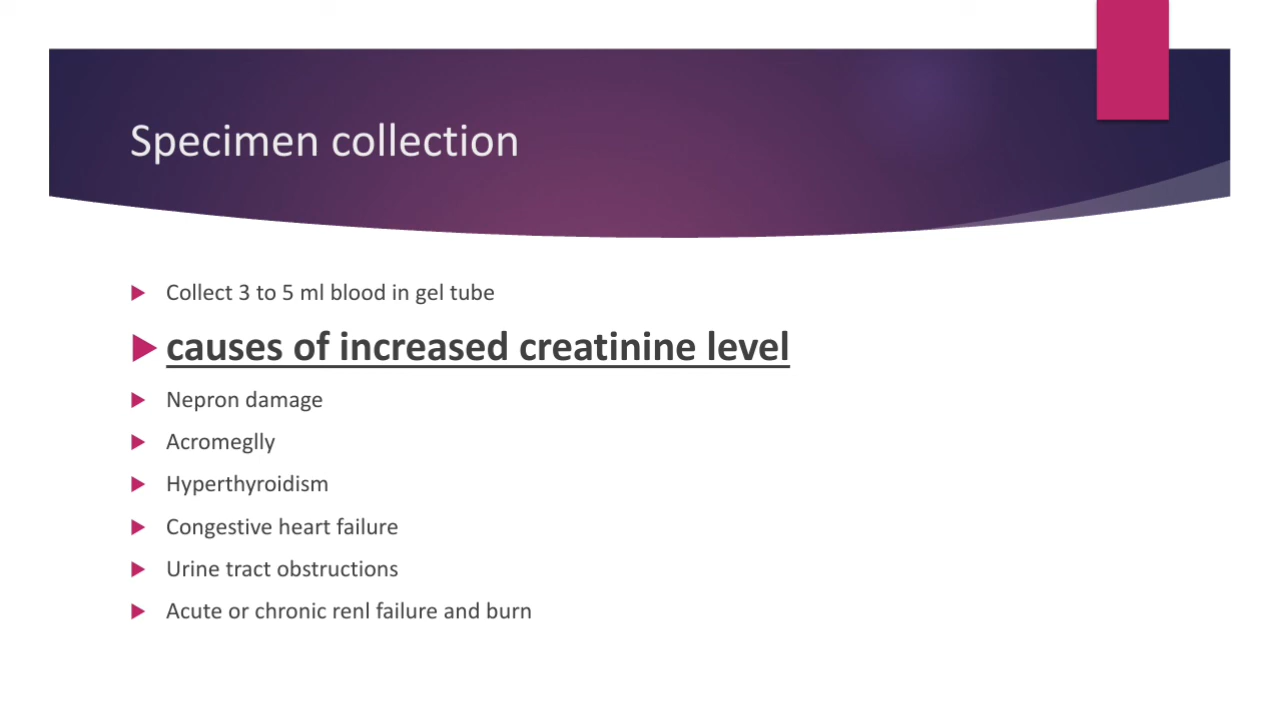 Specimen collection
Collect 3 to 5 ml blood in gel tube
causes of increased creatinine level
Nepron damage
Acromeglly
Hyperthyroidism
Congestive heart failure
Urine tract obstructions
Acute or chronic renl failure and burn